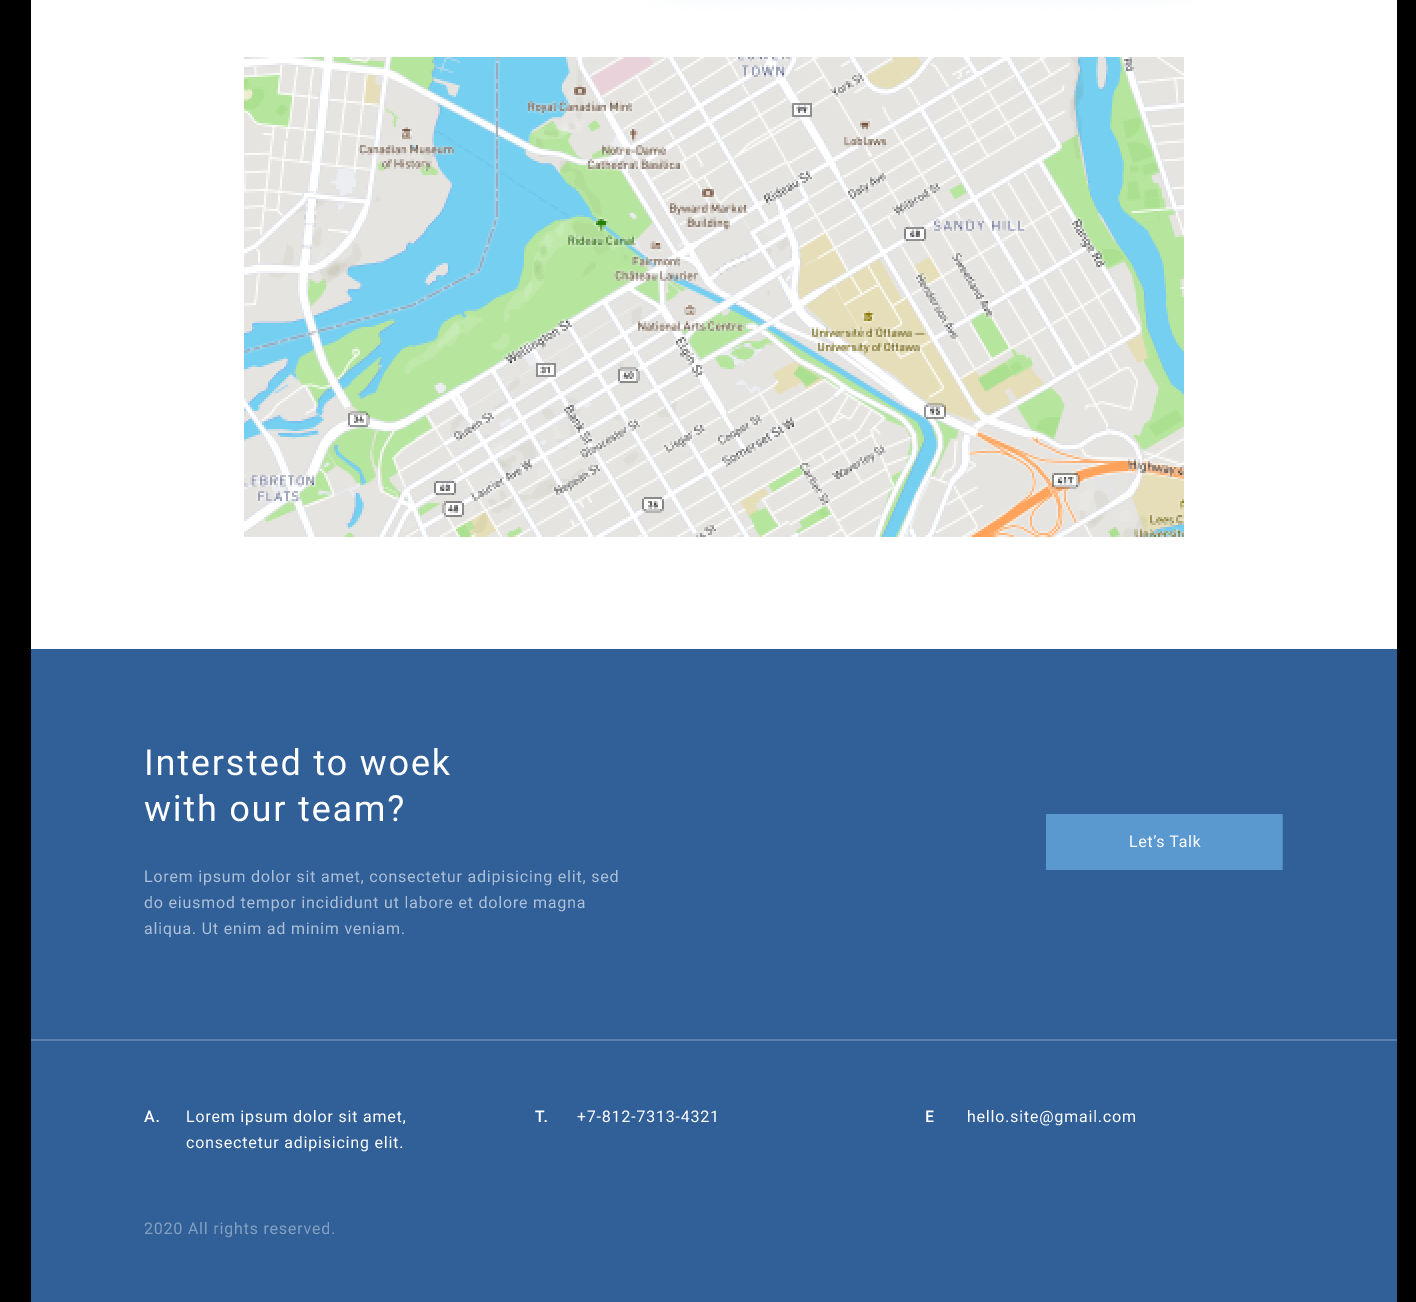 TOWN
York St
Royal Canadian Mint
Canadian Museum
of History
Notre-Dame
Cathedral Basilica
Loblaws
Rideau St
Daly Ave
Wilbrod St
Byward Market
Building
SANDY HILL
48
Rideau Canal
Range Rd
Fairmont
Château Laurier
Sweetland Ave
Henderson Ave
National Arts Centre
Université d'Ottawa —
University of Ottawa
Wellington St
Elgin St
31
60
95
34
Queen St
Bank St
Gloucester St
Lisgar St
Cooper St
Somerset St W
Waverley St
Cartier St
Laurier Ave W
Nepean St
EBRETON
FLATS
48
36
417
Highway
Lees C
Intersted to woek
with our team?
Let's Talk
Lorem ipsum dolor sit amet, consectetur adipisicing elit, sed
do eiusmod tempor incididunt ut labore et dolore magna
aliqua. Ut enim ad minim veniam.
A. Lorem ipsum dolor sit amet,
consectetur adipisicing elit.
T. +7-812-7313-4321
E hello.site@gmail.com
2020 All rights reserved.